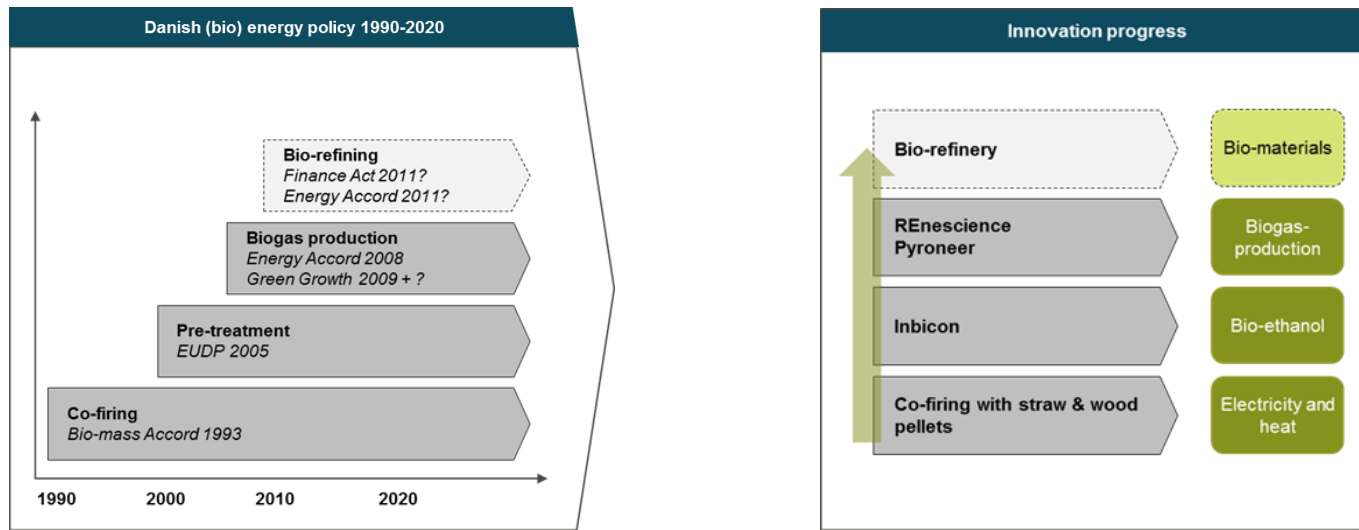 Danish (bio) energy policy 1990-2020
Bio-refining
Finance Act 2011?
Energy Accord 2011?
Biogas production
Energy Accord 2008
Green Growth 2009 + ?
Pre-treatment
EUDP 2005
Co-firing
Bio-mass Accord 1993
1990 2000 2010 2020
Innovation progress
Bio-refinery
Bio-materials
REnescience
Pyroneer
Biogas-
production
Inbicon
Bio-ethanol
Co-firing with straw & wood
pellets
Electricity and
heat